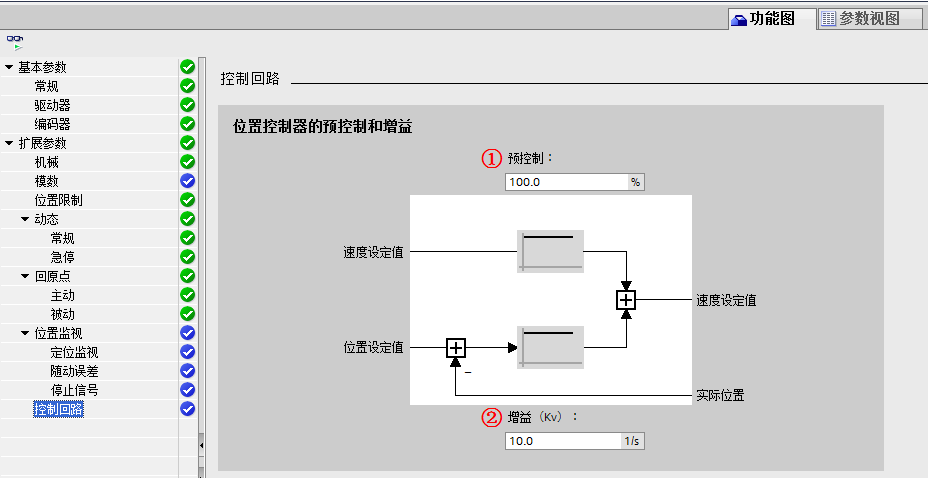 功能图
参数视图
基本参数
常规
驱动器
编码器
扩展参数
机械
模数
位置限制
动态
常规
急停
回原点
主动
被动
位置监视
定位监视
随动误差
停止信号
控制回路
控制回路
位置控制器的预控制和增益
① 预控制：
100.0 %
速度设定值
速度设定值
位置设定值
−
实际位置
② 增益（Kv）：
10.0 1/s